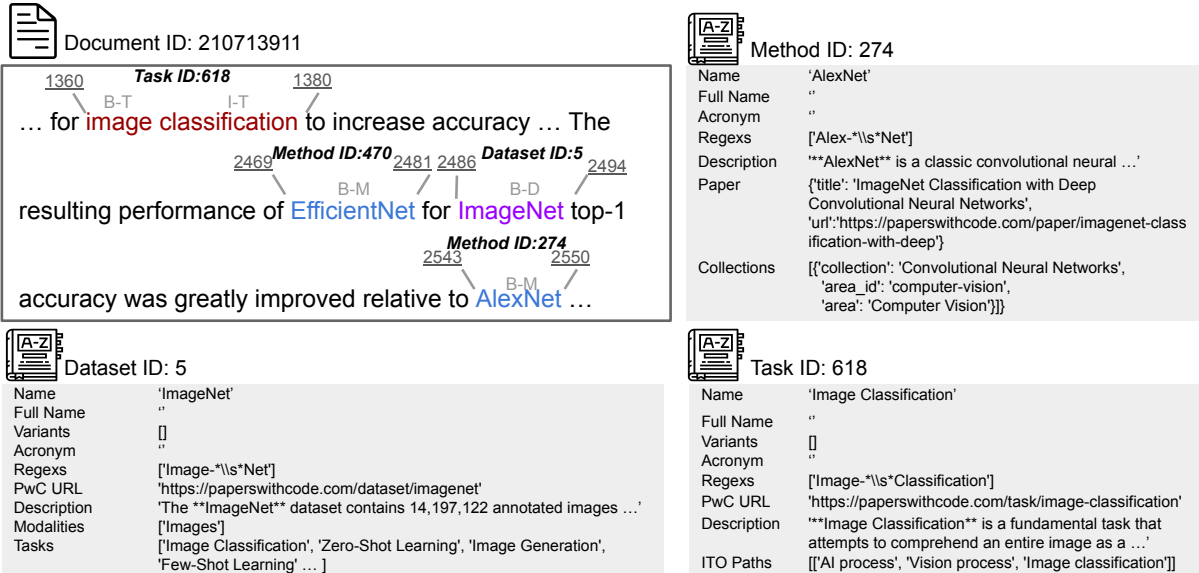 Document ID: 210713911
1360 Task ID:618 1380
B-T I-T
… for image classification to increase accuracy … The
2469 Method ID:470 2481 2486 Dataset ID:5 2494
B-M B-D
resulting performance of EfficientNet for ImageNet top-1
Method ID:274
2543 2550
B-M
accuracy was greatly improved relative to AlexNet …
A-Z
Method ID: 274
Name ‘AlexNet’
Full Name ‘’
Acronym ‘’
Regexs ['Alex-*\\s*Net']
Description '**AlexNet** is a classic convolutional neural …’
Paper {'title': 'ImageNet Classification with Deep
Convolutional Neural Networks',
'url':'https://paperswithcode.com/paper/imagenet-class
ification-with-deep'}
Collections [{'collection': 'Convolutional Neural Networks',
'area_id': 'computer-vision',
'area': 'Computer Vision'}]}
A-Z
Dataset ID: 5
Name ‘ImageNet’
Full Name ‘’
Variants []
Acronym ‘’
Regexs ['Image-*\\s*Net']
PwC URL 'https://paperswithcode.com/dataset/imagenet'
Description 'The **ImageNet** dataset contains 14,197,122 annotated images …’
Modalities ['Images']
Tasks ['Image Classification', 'Zero-Shot Learning', 'Image Generation',
'Few-Shot Learning' … ]
A-Z
Task ID: 618
Name ‘Image Classification’
Full Name ‘’
Variants []
Acronym ‘’
Regexs ['Image-*\\s*Classification']
PwC URL 'https://paperswithcode.com/task/image-classification'
Description '**Image Classification** is a fundamental task that
attempts to comprehend an entire image as a …’
ITO Paths [['AI process', 'Vision process', 'Image classification']]